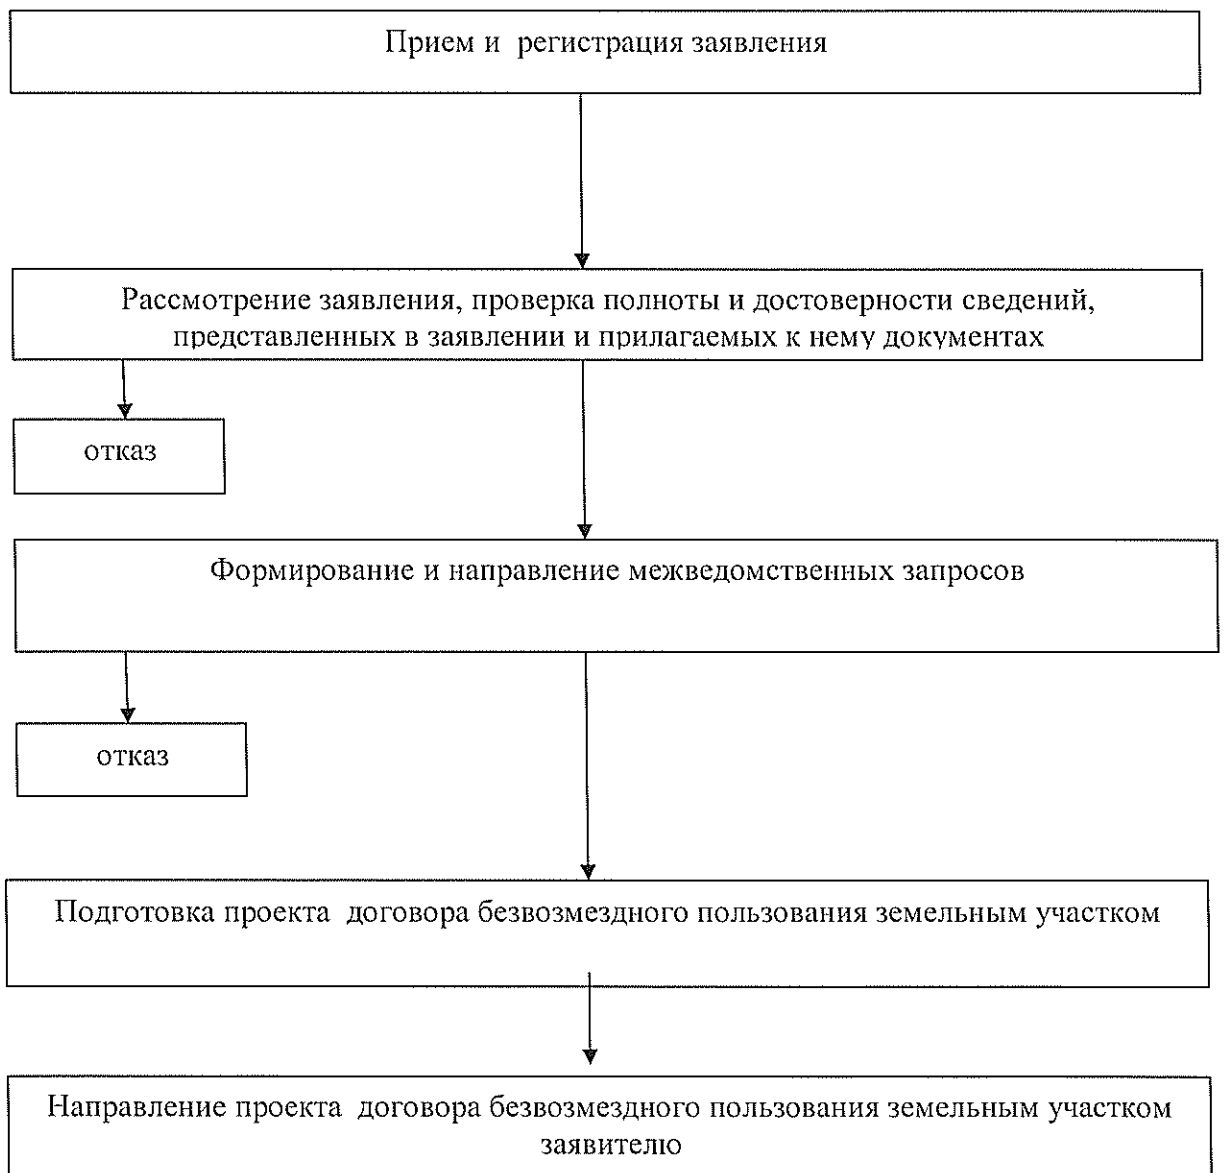 Прием и регистрация заявления
Рассмотрение заявления, проверка полноты и достоверности сведений,
представленных в заявлении и прилагаемых к нему документах
отказ
Формирование и направление межведомственных запросов
отказ
Подготовка проекта договора безвозмездного пользования земельным участком
Направление проекта договора безвозмездного пользования земельным участком
заявителю